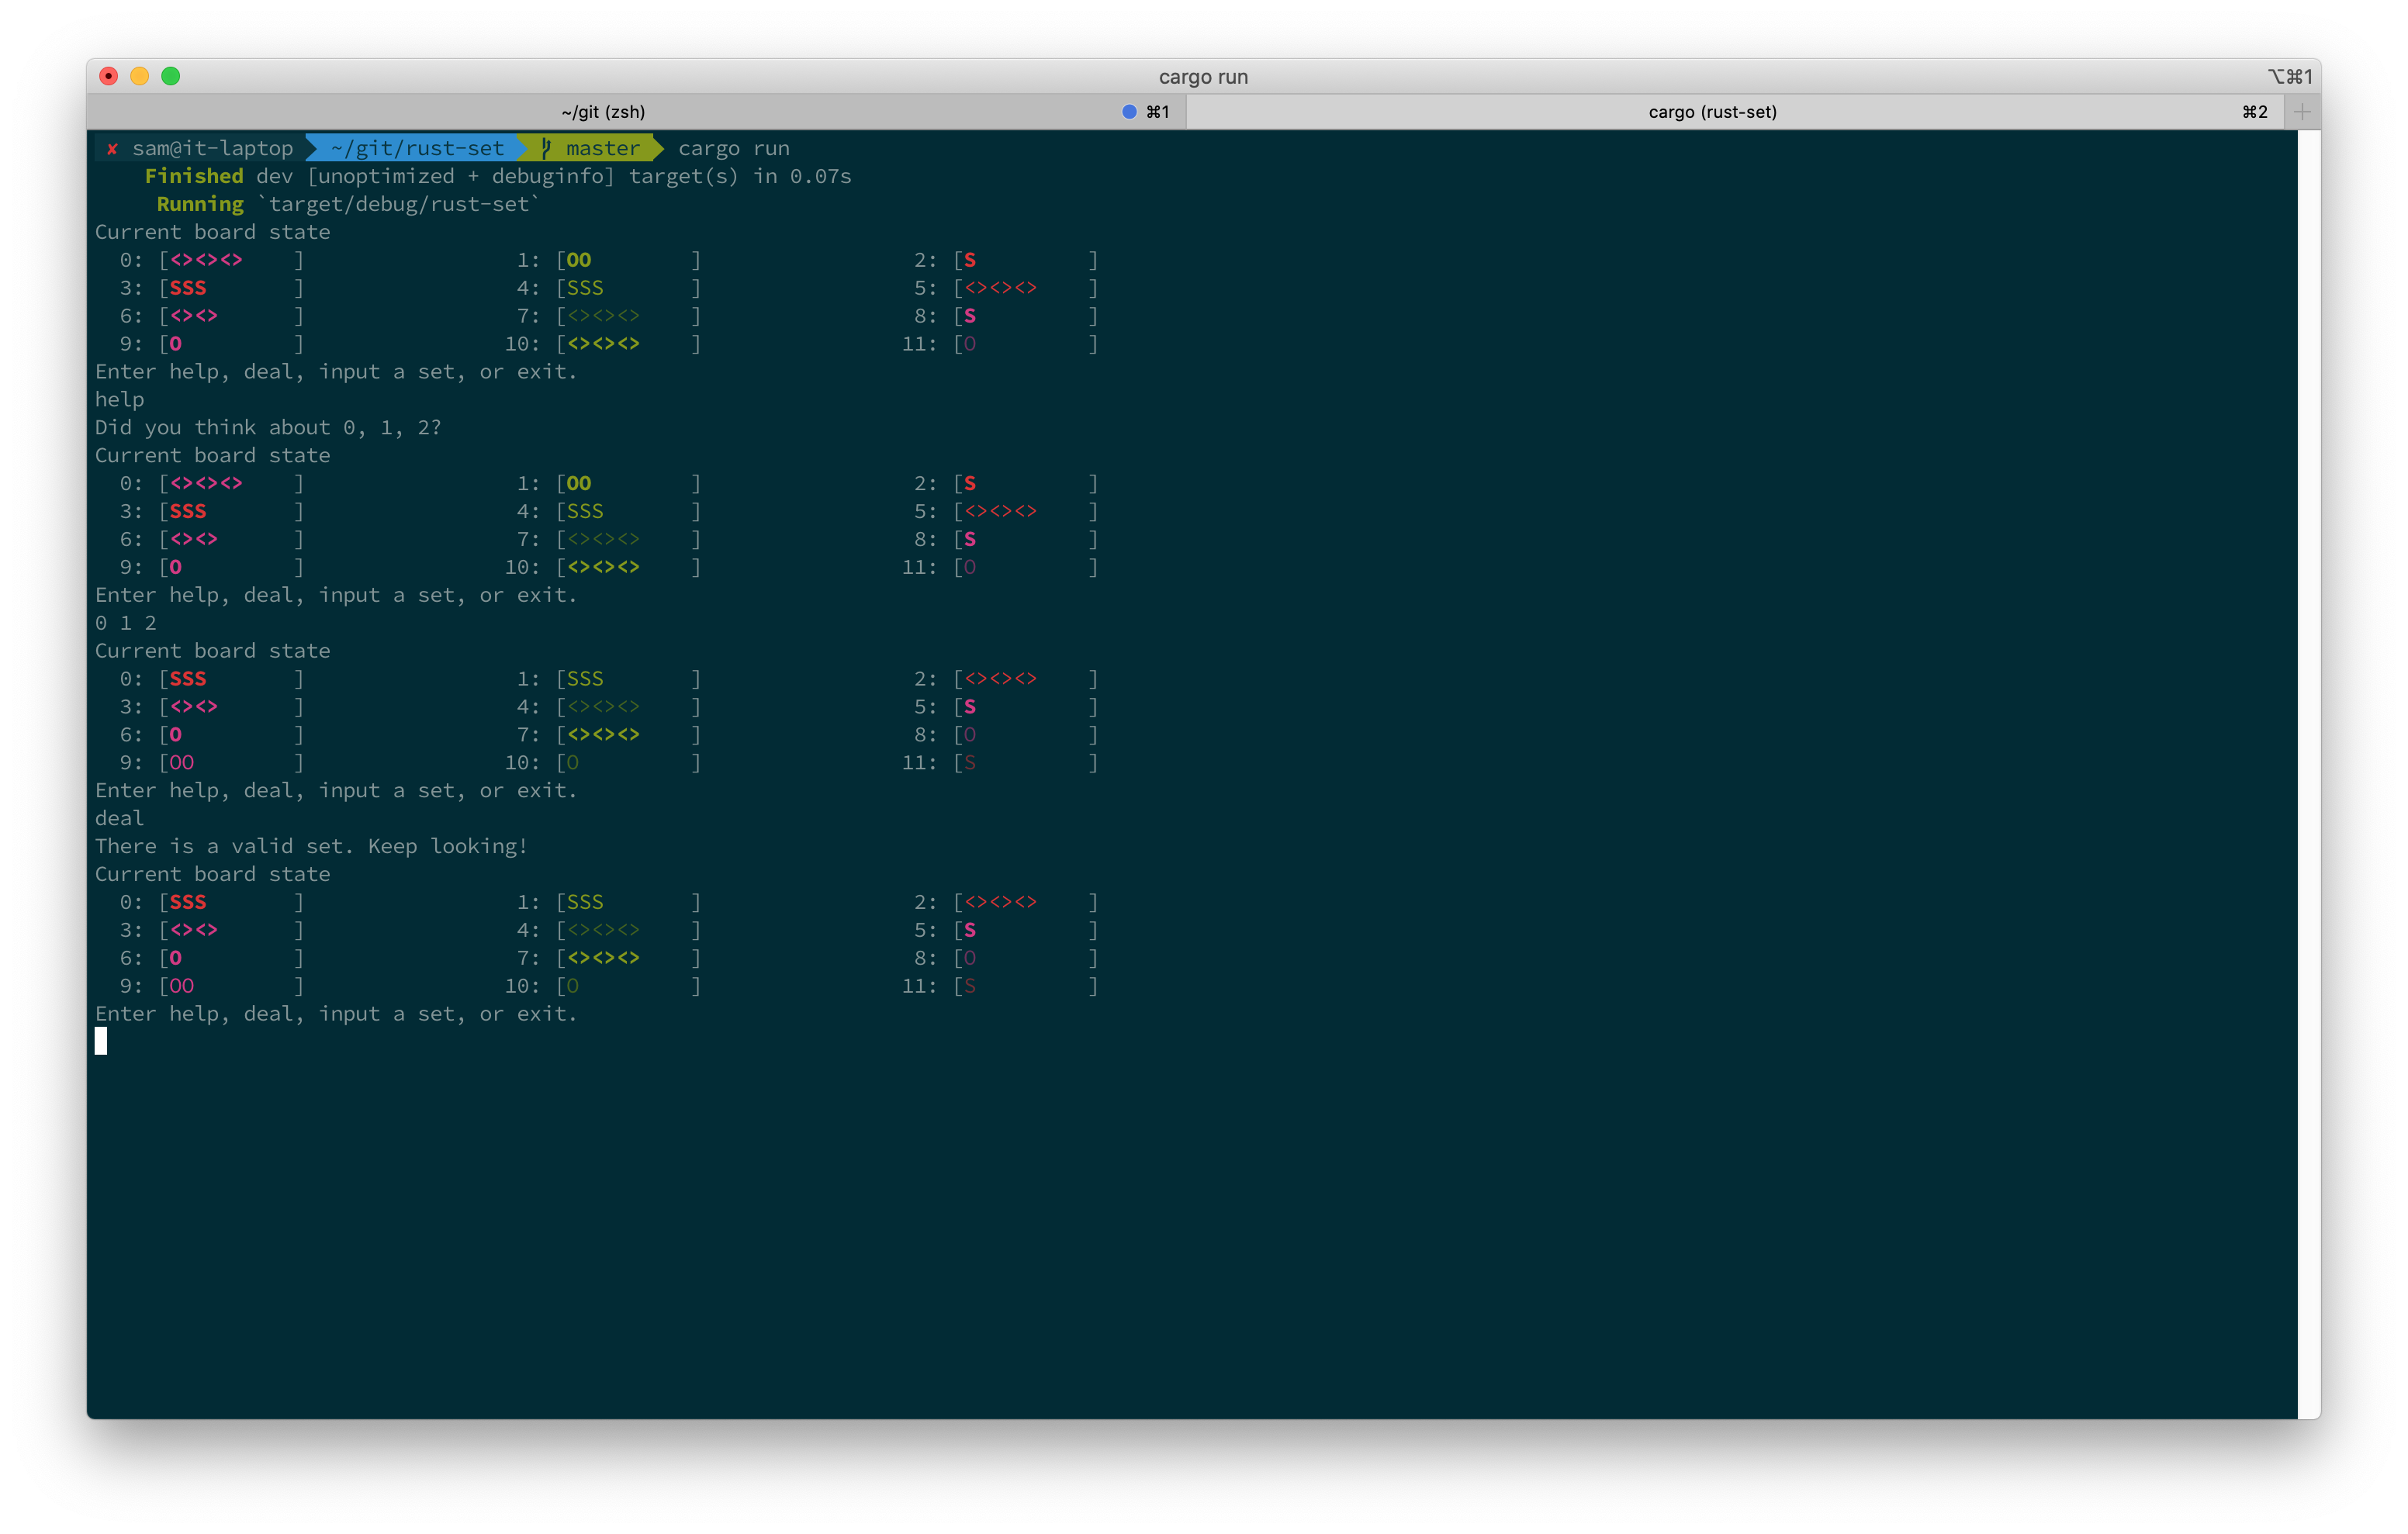 cargo run
⌥⌘1
~/git (zsh) ⌘1 cargo (rust-set) ⌘2 +
✘ sam@it-laptop ~/git/rust-set master cargo run
Finished dev [unoptimized + debuginfo] target(s) in 0.07s
Running `target/debug/rust-set`
Current board state
0: [<><><> ] 1: [OO ] 2: [S ]
3: [SSS ] 4: [SSS ] 5: [<><><> ]
6: [<><> ] 7: [<><><> ] 8: [S ]
9: [O ] 10: [<><><> ] 11: [O ]
Enter help, deal, input a set, or exit.
help
Did you think about 0, 1, 2?
Current board state
0: [<><><> ] 1: [OO ] 2: [S ]
3: [SSS ] 4: [SSS ] 5: [<><><> ]
6: [<><> ] 7: [<><><> ] 8: [S ]
9: [O ] 10: [<><><> ] 11: [O ]
Enter help, deal, input a set, or exit.
0 1 2
Current board state
0: [SSS ] 1: [SSS ] 2: [<><><> ]
3: [<><> ] 4: [<><><> ] 5: [S ]
6: [O ] 7: [<><><> ] 8: [O ]
9: [OO ] 10: [O ] 11: [S ]
Enter help, deal, input a set, or exit.
deal
There is a valid set. Keep looking!
Current board state
0: [SSS ] 1: [SSS ] 2: [<><><> ]
3: [<><> ] 4: [<><><> ] 5: [S ]
6: [O ] 7: [<><><> ] 8: [O ]
9: [OO ] 10: [O ] 11: [S ]
Enter help, deal, input a set, or exit.